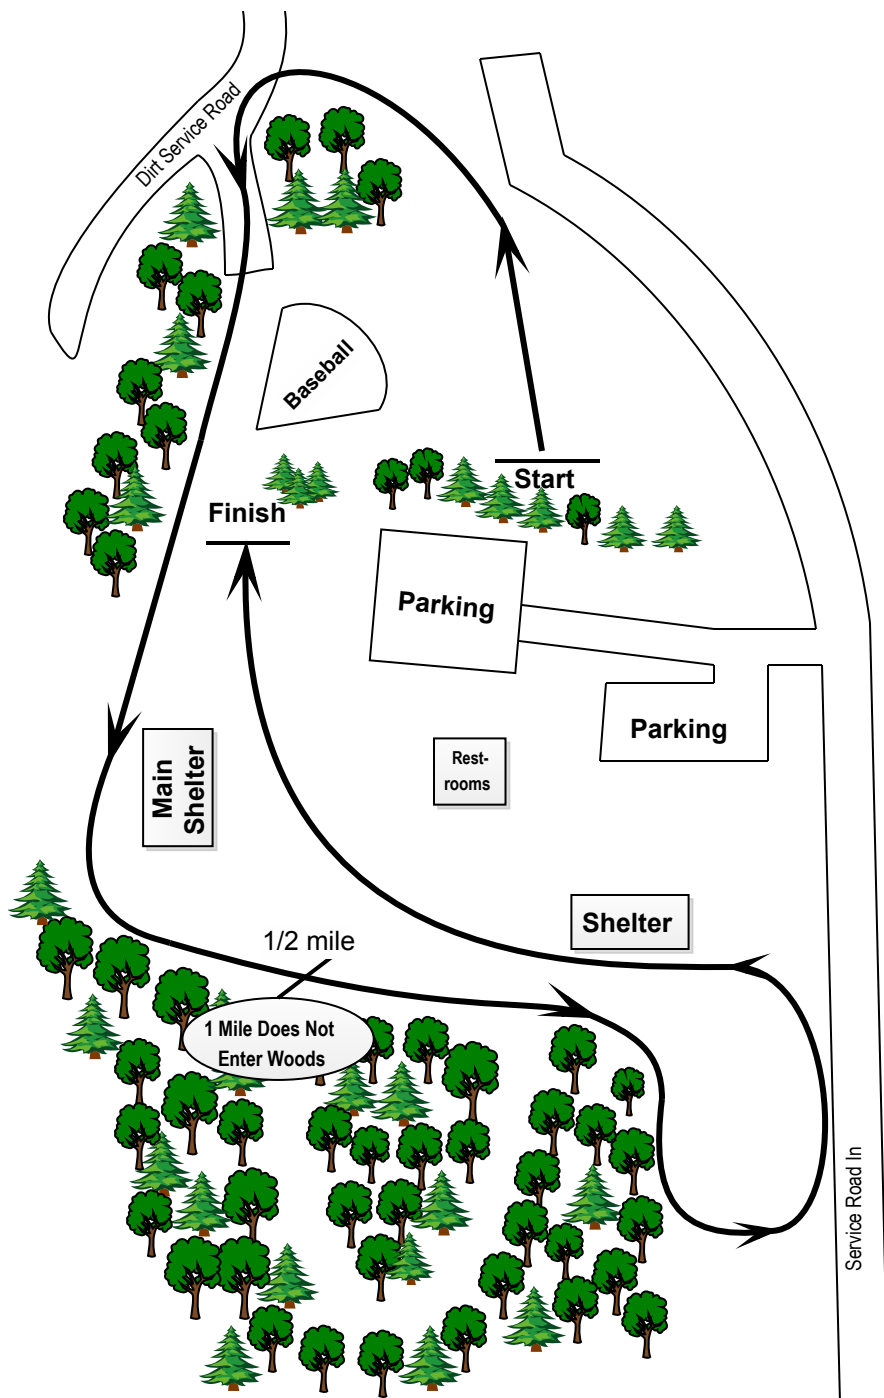 Dirt Service Road
Baseball
Start
Finish
Parking
Parking
Main
Shelter
Rest-
rooms
Shelter
1/2 mile
1 Mile Does Not
Enter Woods
Service Road In